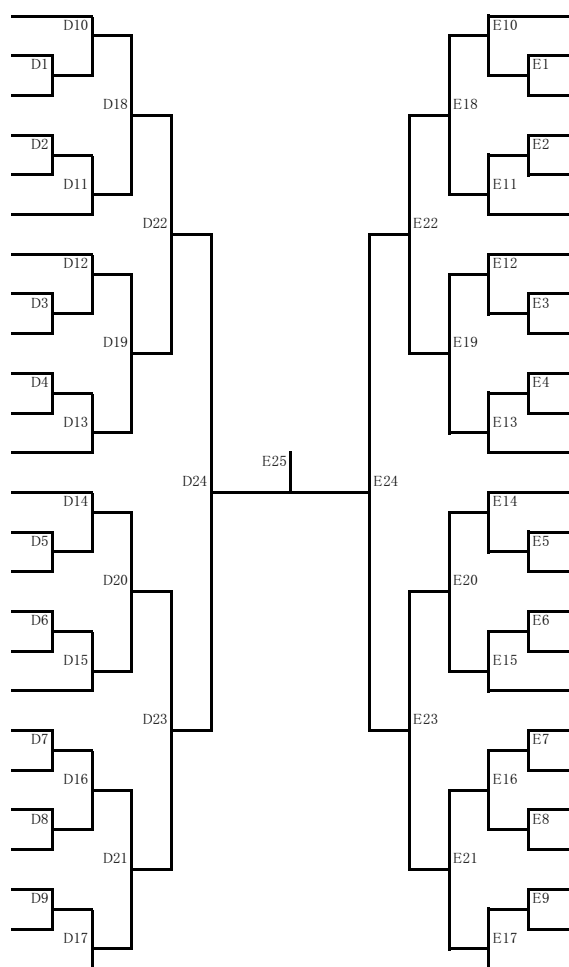 D10 E10
D1 E1
D18 E18
D2 E2
D11 E11
D22 E22
D12 E12
D3 E3
D19 E19
D4 E4
D13 E13
E25
D24 E24
D14 E14
D5 E5
D20 E20
D6 E6
D15 E15
D23 E23
D7 E7
D16 E16
D8 E8
D21 E21
D9 E9
D17 E17